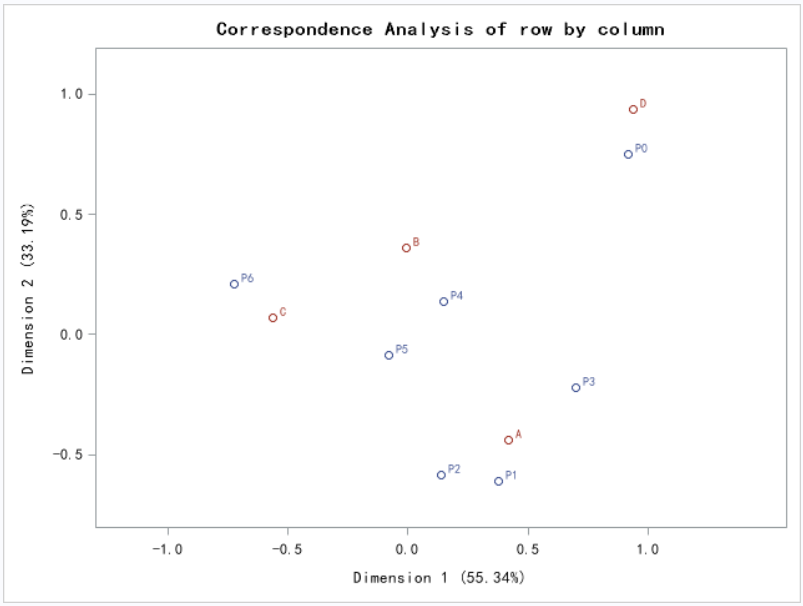 Correspondence Analysis of row by column
1.0
D
P0
0.5
B
P6
P4
C
0.0
P5
P3
A
-0.5
P2
P1
-1.0 -0.5 0.0 0.5 1.0
Dimension 1 (55.34%)
Dimension 2 (33.19%)